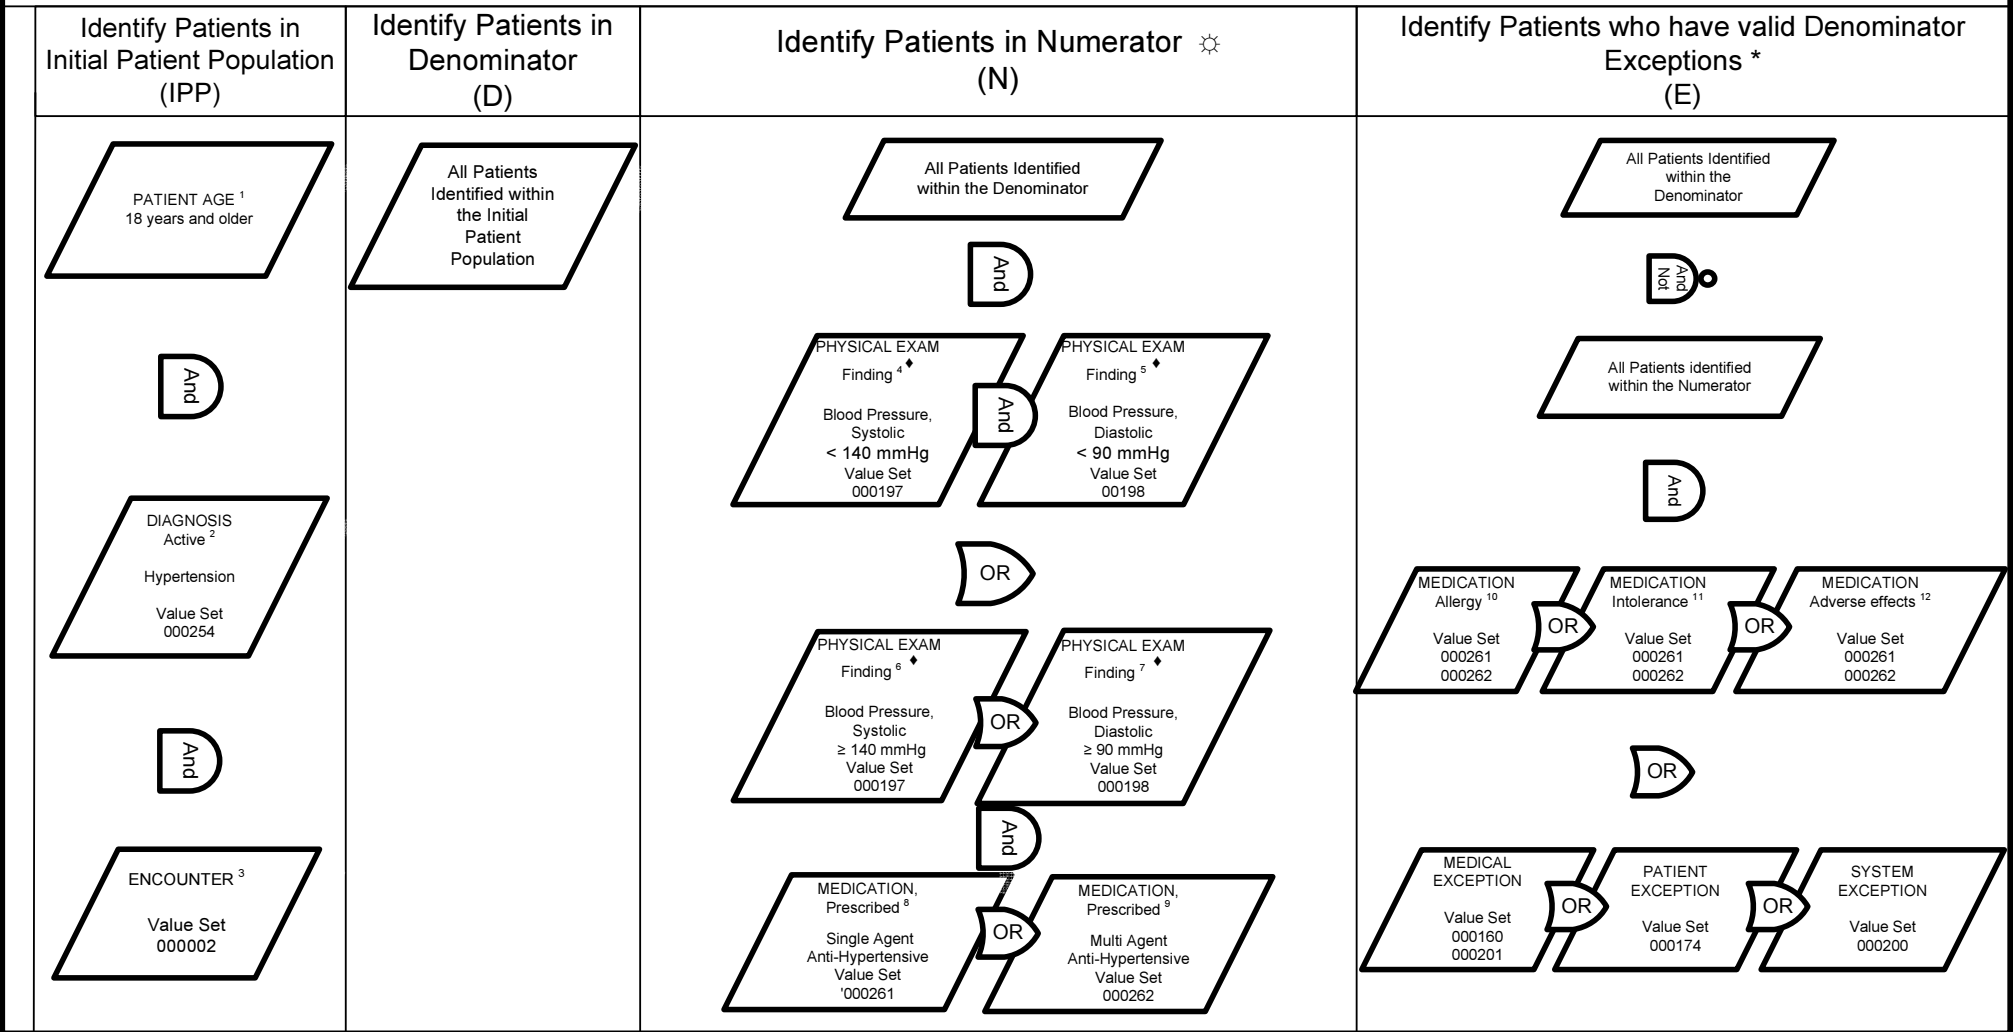 Identify Patients in
Initial Patient Population
(IPP)
Identify Patients in
Denominator
(D)
Identify Patients in Numerator ☼
(N)
Identify Patients who have valid Denominator
Exceptions *
(E)
PATIENT AGE 1
18 years and older
And
DIAGNOSIS
Active 2
Hypertension
Value Set
000254
And
ENCOUNTER 3
Value Set
000002
All Patients
Identified within
the Initial
Patient
Population
All Patients Identified
within the Denominator
And
PHYSICAL EXAM
Finding 4 ♦
Blood Pressure,
Systolic
< 140 mmHg
Value Set
000197
And
PHYSICAL EXAM
Finding 5 ♦
Blood Pressure,
Diastolic
< 90 mmHg
Value Set
00198
OR
PHYSICAL EXAM
Finding 6 ♦
Blood Pressure,
Systolic
≥ 140 mmHg
Value Set
000197
OR
PHYSICAL EXAM
Finding 7 ♦
Blood Pressure,
Diastolic
≥ 90 mmHg
Value Set
000198
And
MEDICATION,
Prescribed 8
Single Agent
Anti-Hypertensive
Value Set
'000261
OR
MEDICATION,
Prescribed 9
Multi Agent
Anti-Hypertensive
Value Set
000262
All Patients Identified
within the
Denominator
And
Not
All Patients identified
within the Numerator
And
MEDICATION
Allergy 10
Value Set
000261
000262
OR
MEDICATION
Intolerance 11
Value Set
000261
000262
OR
MEDICATION
Adverse effects 12
Value Set
000261
000262
OR
MEDICAL
EXCEPTION
Value Set
000160
000201
OR
PATIENT
EXCEPTION
Value Set
000174
OR
SYSTEM
EXCEPTION
Value Set
000200